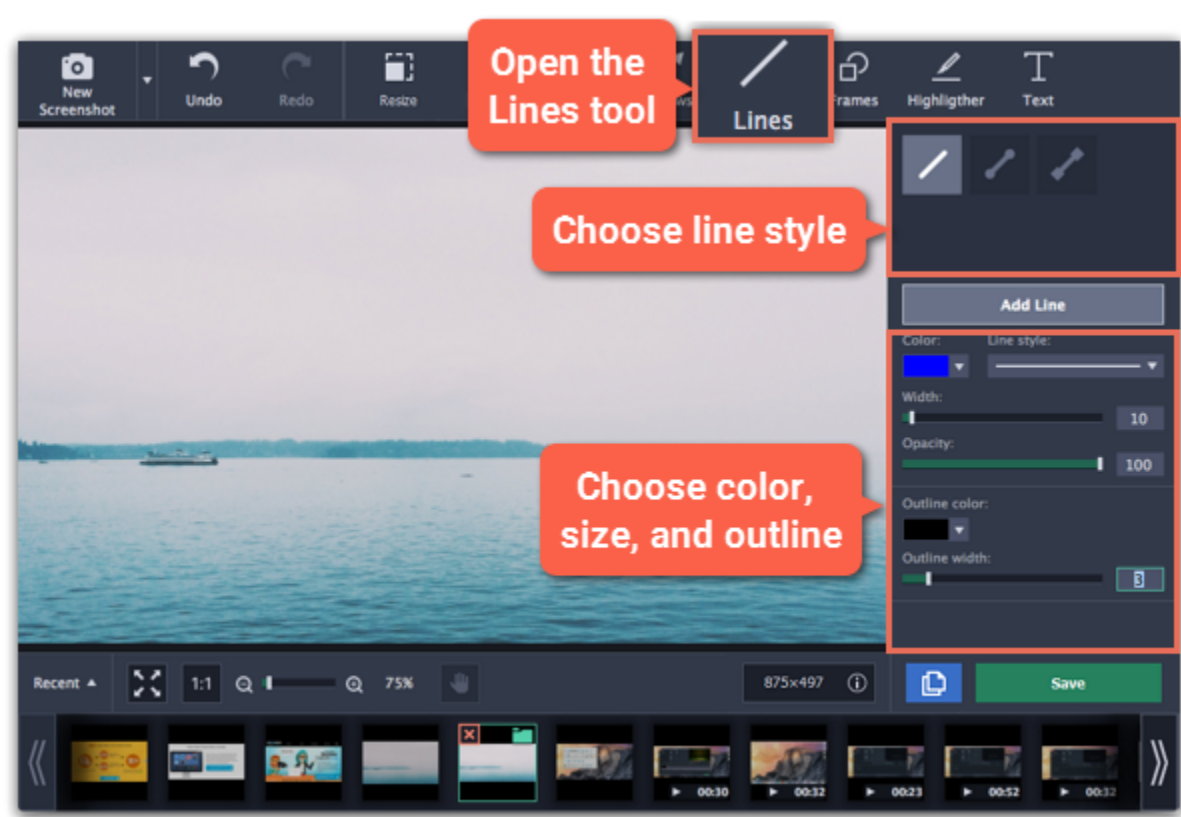 New
Screenshot
Undo
Redo
Resize
Open the
Lines tool
Lines
Frames
Highligther
Text
Choose line style
Add Line
Color:
Line style:
Width:
10
Opacity:
100
Choose color,
size, and outline
Outline color:
Outline width:
3
Recent
1:1
75%
875×497
Save
00:30
00:32
00:23
00:52
00:32